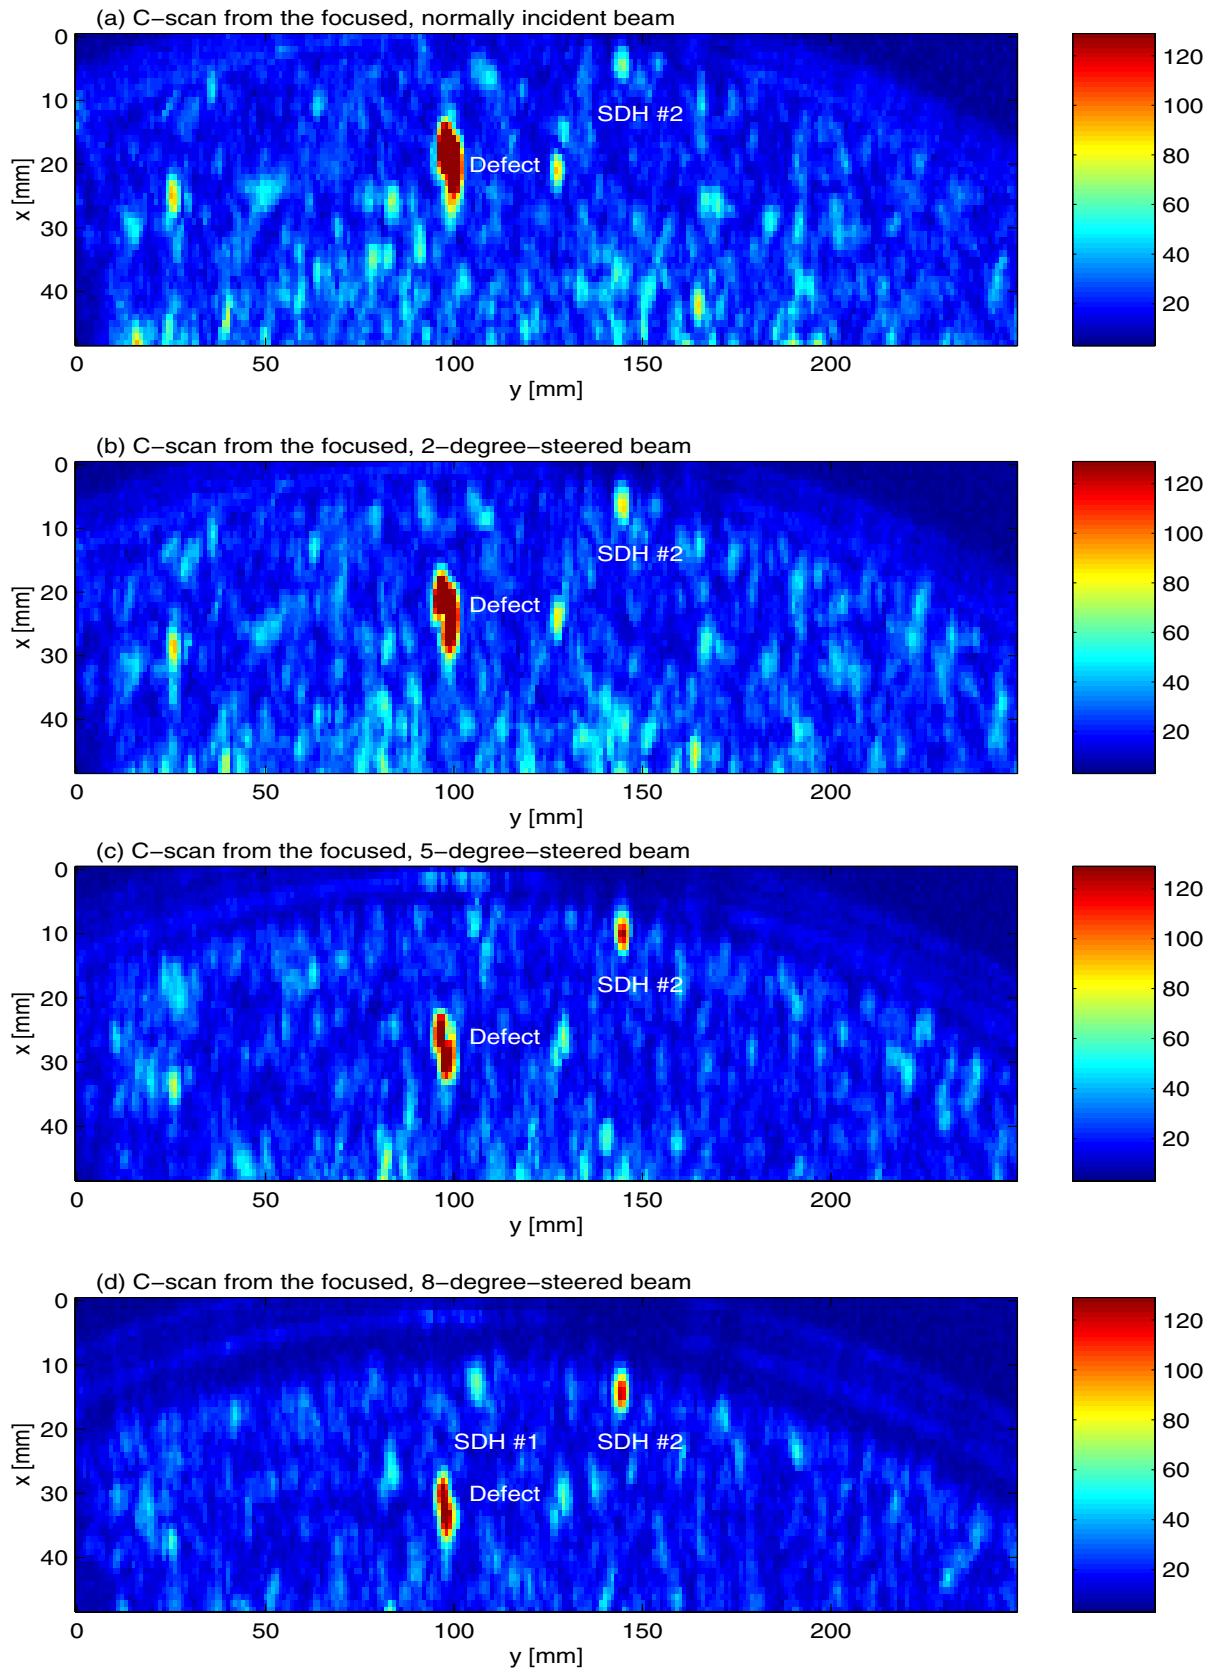 (a) C−scan from the focused, normally incident beam
0
10
20
30
40
x [mm]
SDH #2
Defect
0 50 100 150 200
y [mm]
120
100
80
60
40
20
(b) C−scan from the focused, 2−degree−steered beam
0
10
20
30
40
x [mm]
SDH #2
Defect
0 50 100 150 200
y [mm]
120
100
80
60
40
20
(c) C−scan from the focused, 5−degree−steered beam
0
10
20
30
40
x [mm]
SDH #2
Defect
0 50 100 150 200
y [mm]
120
100
80
60
40
20
(d) C−scan from the focused, 8−degree−steered beam
0
10
20
30
40
x [mm]
SDH #1 SDH #2
Defect
0 50 100 150 200
y [mm]
120
100
80
60
40
20